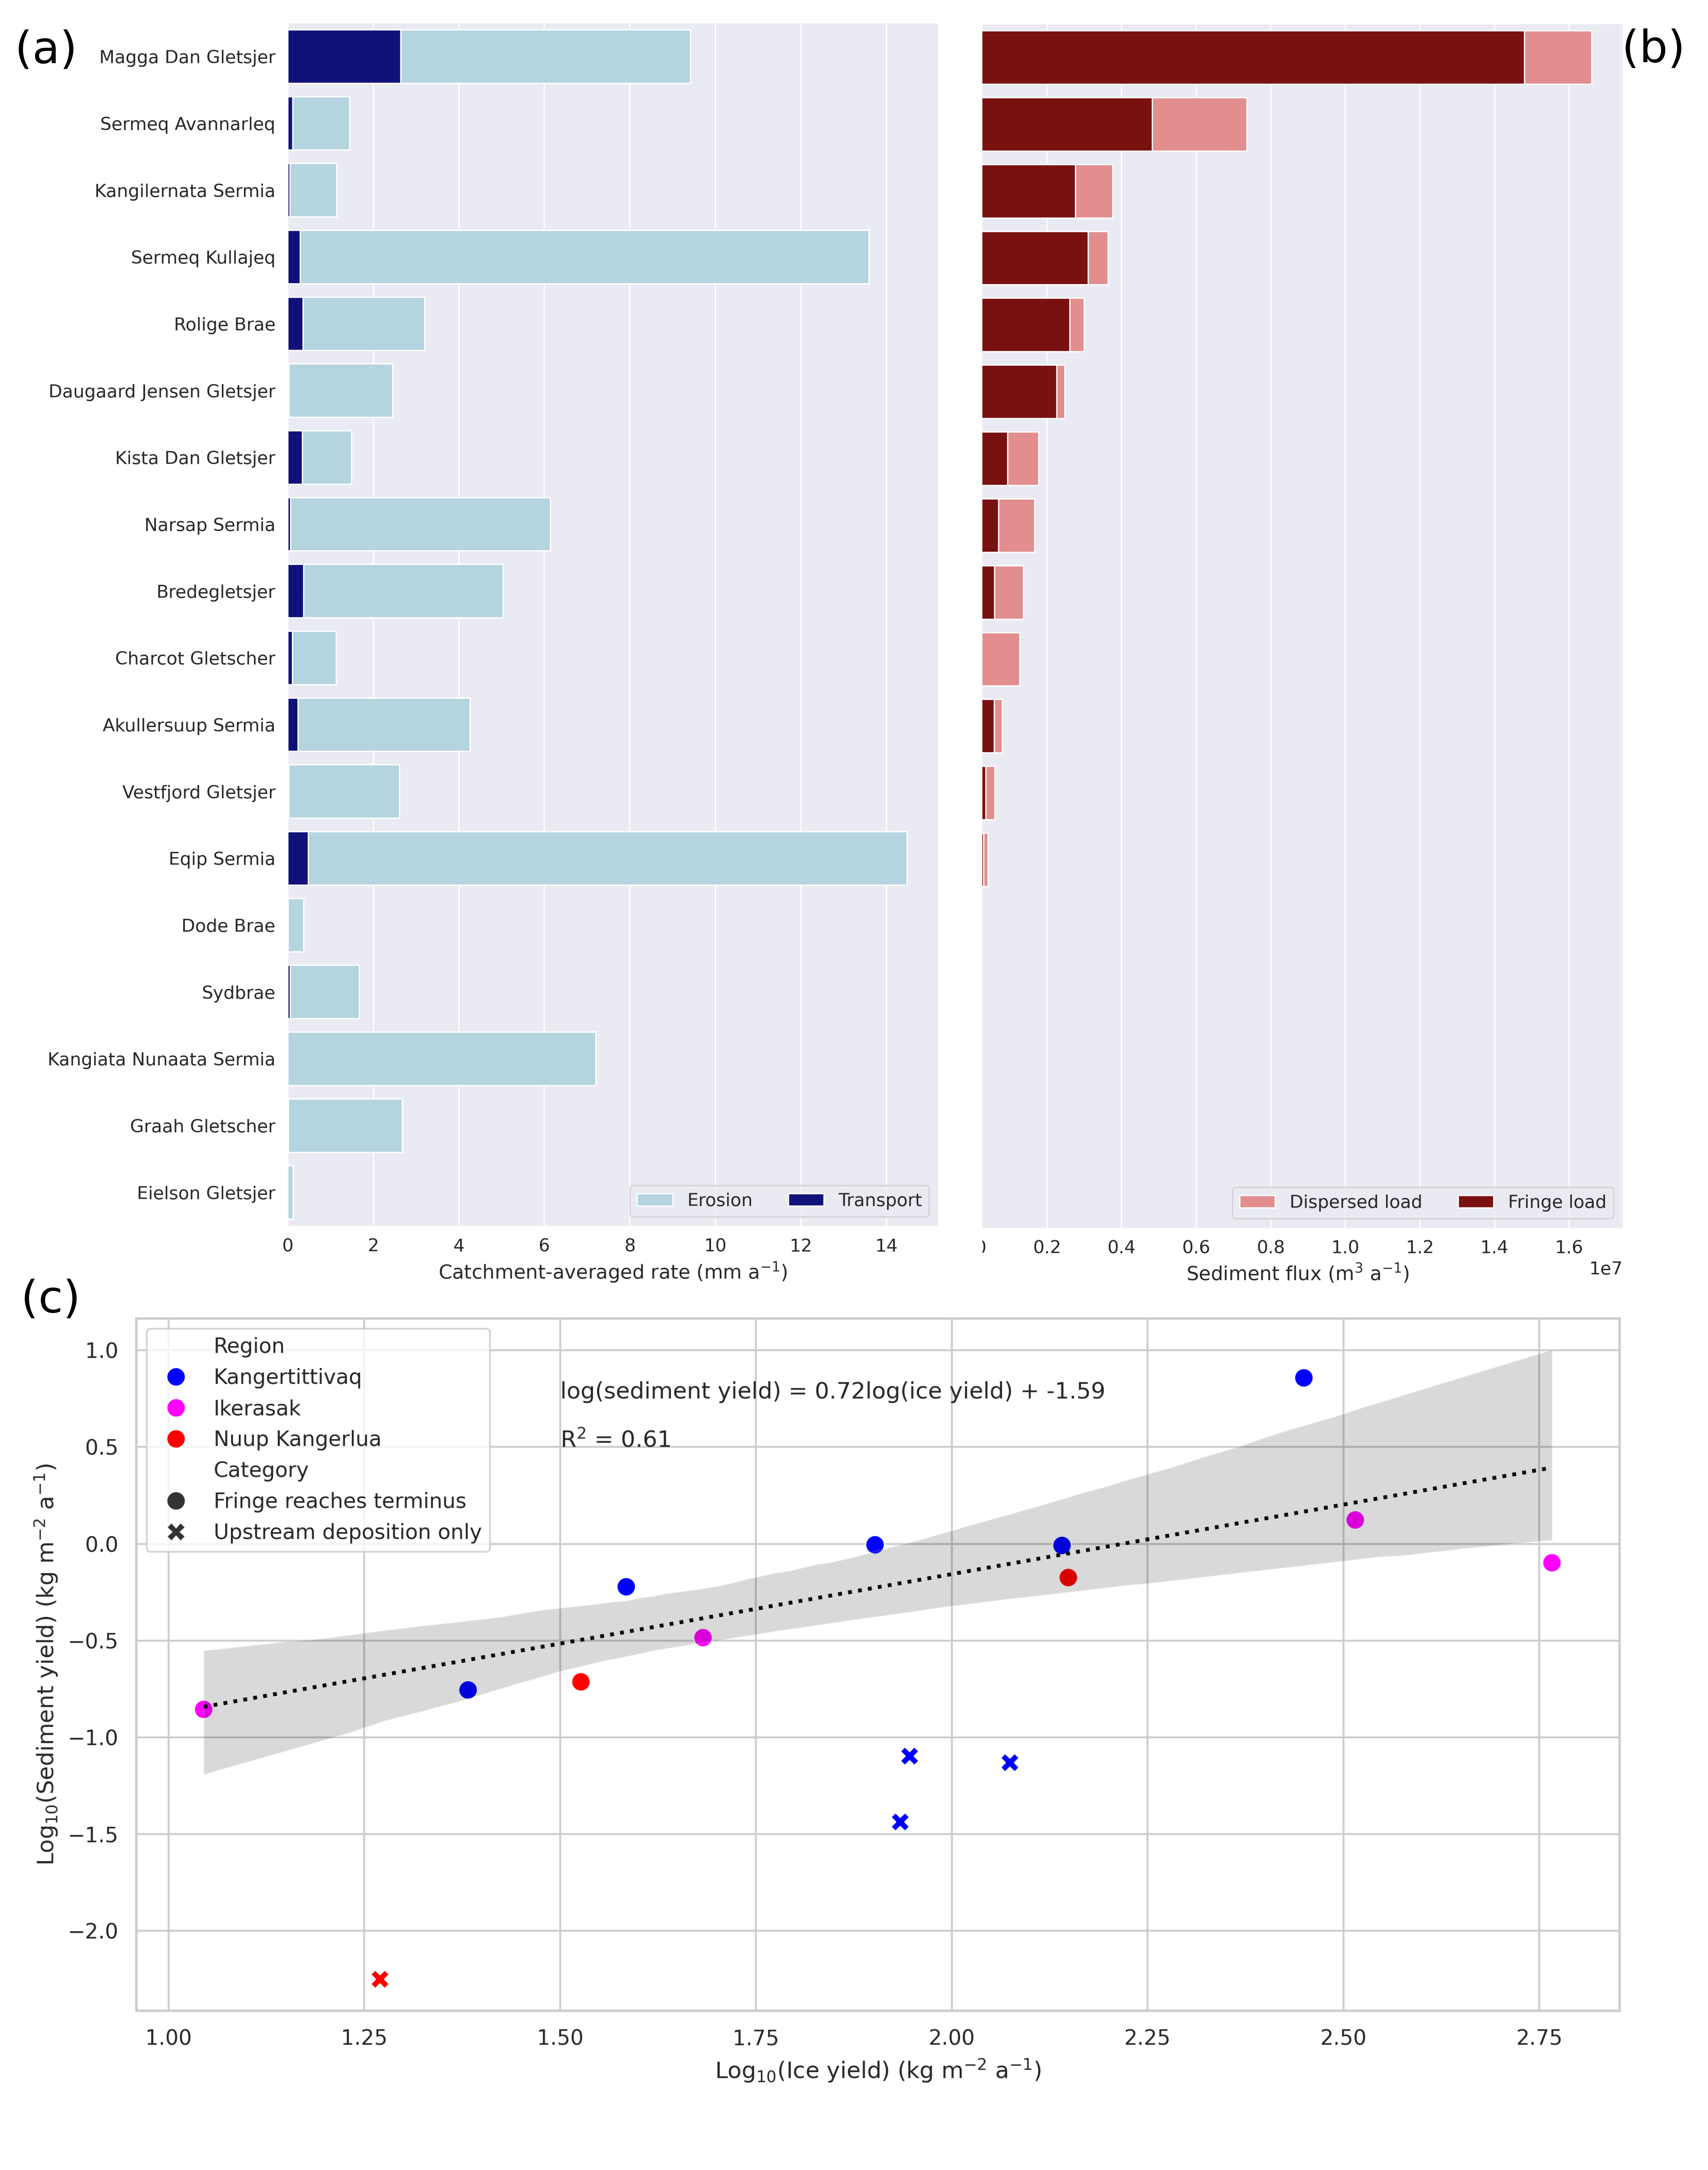 (a)
(b)
Magga Dan Gletsjer
Sermeq Avannarleq
Kangilernata Sermia
Sermeq Kullajeq
Rolige Brae
Daugaard Jensen Gletsjer
Kista Dan Gletsjer
Narsap Sermia
Bredegletsjer
Charcot Gletscher
Akullersuup Sermia
Vestfjord Gletsjer
Eqip Sermia
Dode Brae
Sydbrae
Kangiata Nunaata Sermia
Graah Gletscher
Eielson Gletsjer
Erosion Transport
0 2 4 6 8 10 12 14
Catchment-averaged rate (mm a⁻¹)
Dispersed load Fringe load
0.2 0.4 0.6 0.8 1.0 1.2 1.4 1.6
1e7
Sediment flux (m³ a⁻¹)
(c)
Region
Kangertittivaq
Ikerasak
Nuup Kangerlua
Category
Fringe reaches terminus
Upstream deposition only
log(sediment yield) = 0.72log(ice yield) + -1.59
R² = 0.61
1.0
0.5
0.0
−0.5
−1.0
−1.5
−2.0
Log₁₀(Sediment yield) (kg m⁻² a⁻¹)
1.00 1.25 1.50 1.75 2.00 2.25 2.50 2.75
Log₁₀(Ice yield) (kg m⁻² a⁻¹)